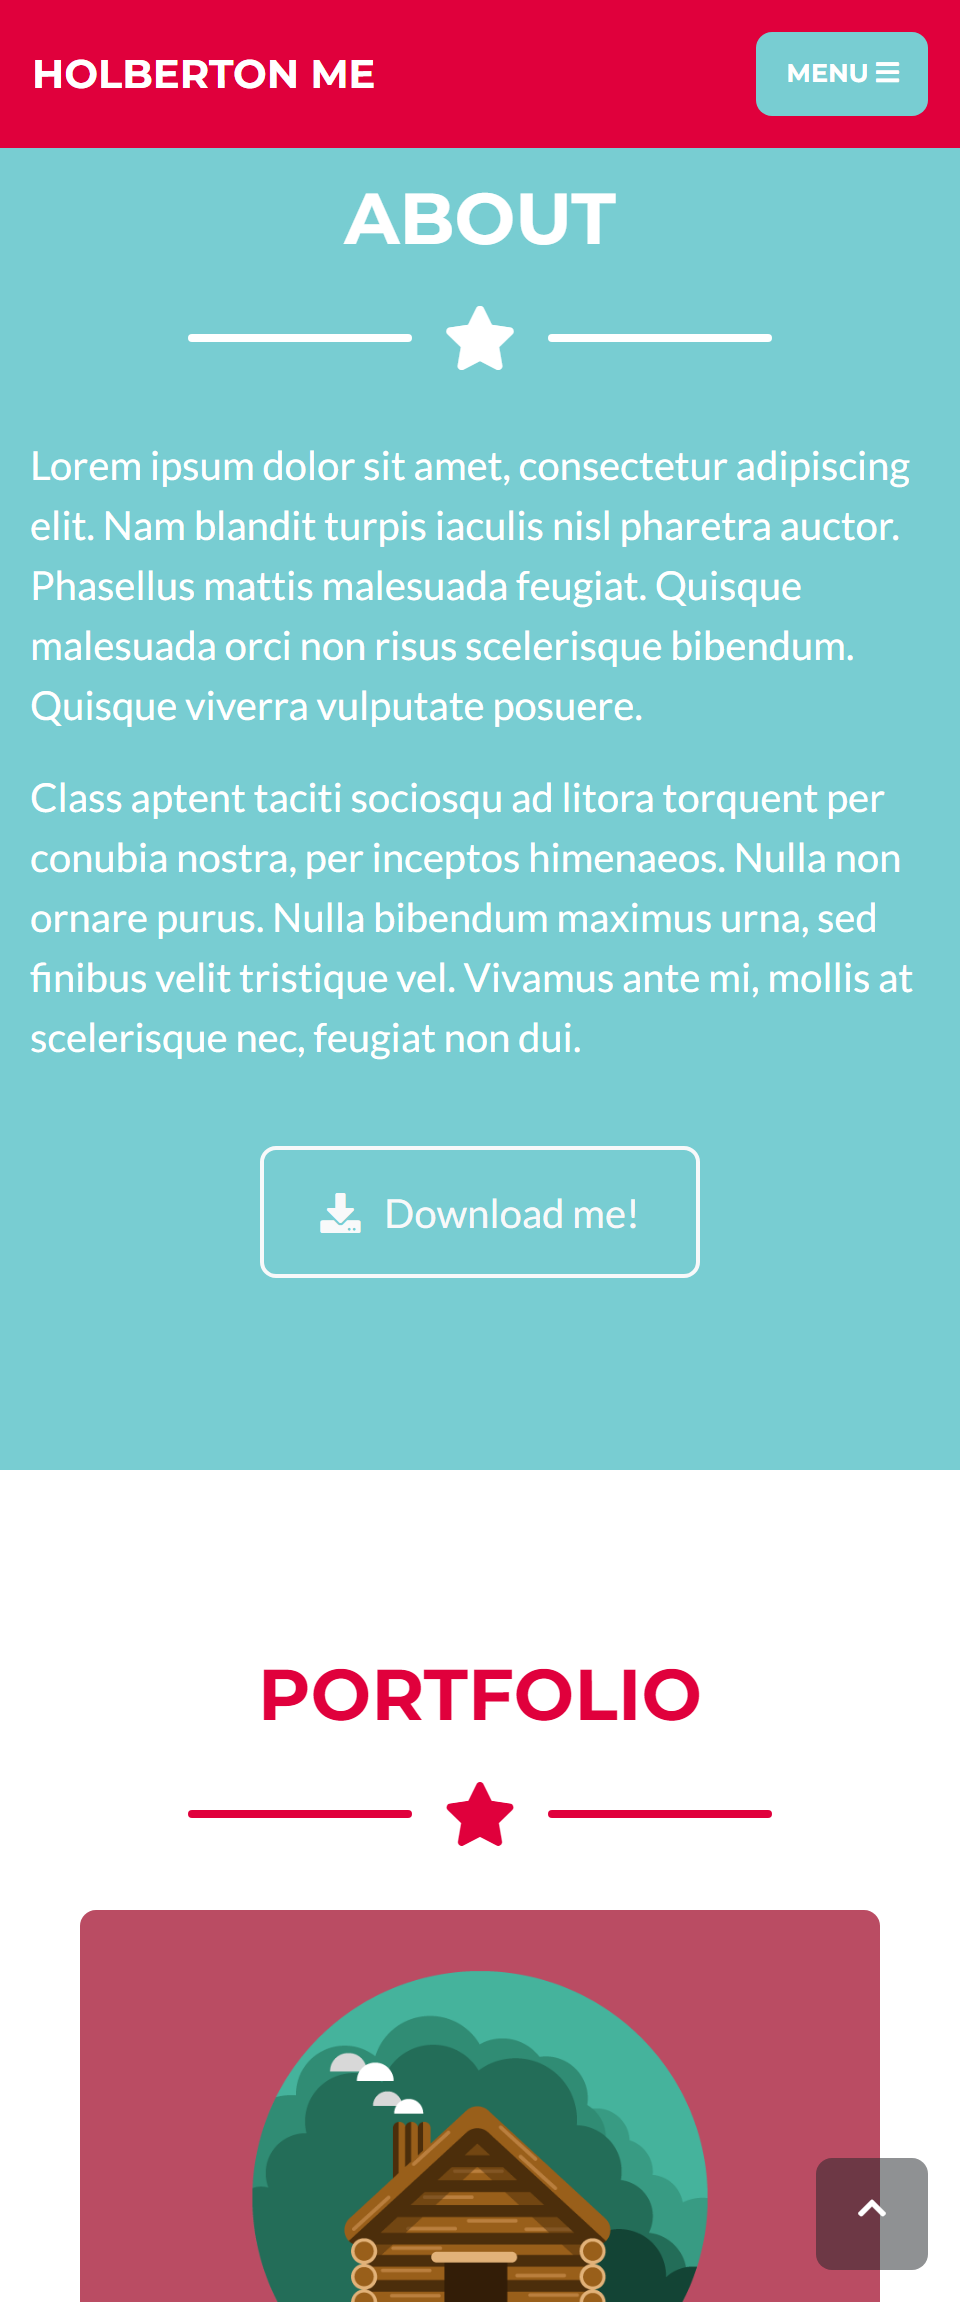 HOLBERTON ME
MENU
ABOUT
Lorem ipsum dolor sit amet, consectetur adipiscing
elit. Nam blandit turpis iaculis nisl pharetra auctor.
Phasellus mattis malesuada feugiat. Quisque
malesuada orci non risus scelerisque bibendum.
Quisque viverra vulputate posuere.
Class aptent taciti sociosqu ad litora torquent per
conubia nostra, per inceptos himenaeos. Nulla non
ornare purus. Nulla bibendum maximus urna, sed
finibus velit tristique vel. Vivamus ante mi, mollis at
scelerisque nec, feugiat non dui.
Download me!
PORTFOLIO